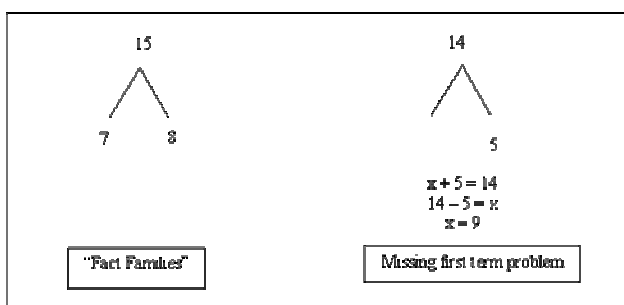 15
7 8
"Fact Families"
14
5
x + 5 = 14
14 – 5 = x
x = 9
Missing first term problem